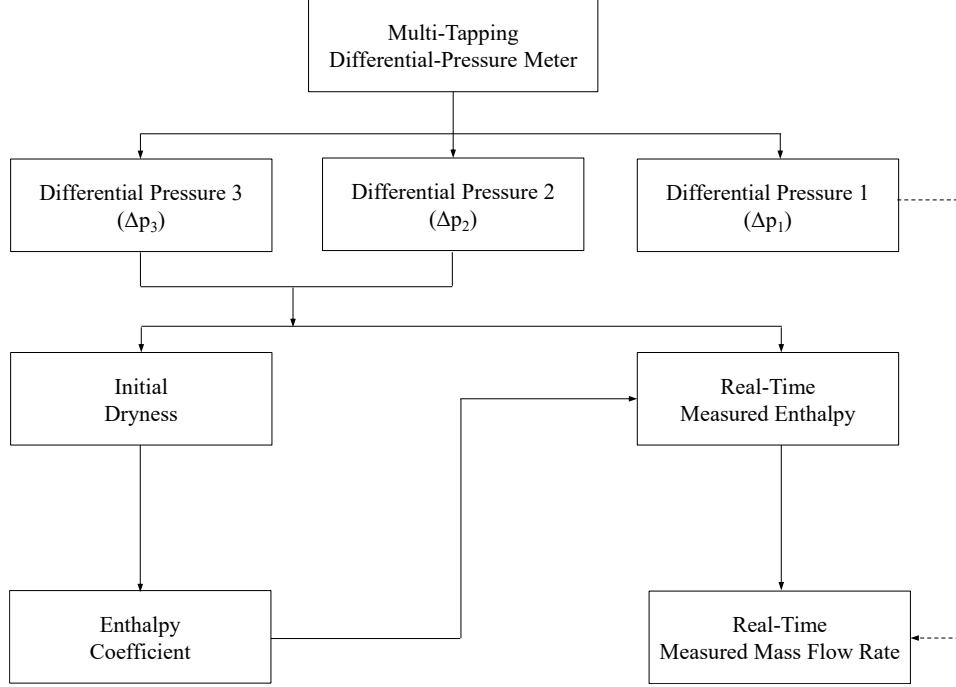 Multi-Tapping
Differential-Pressure Meter
Differential Pressure 3
(Δp₃)
Differential Pressure 2
(Δp₂)
Differential Pressure 1
(Δp₁)
Initial
Dryness
Real-Time
Measured Enthalpy
Enthalpy
Coefficient
Real-Time
Measured Mass Flow Rate